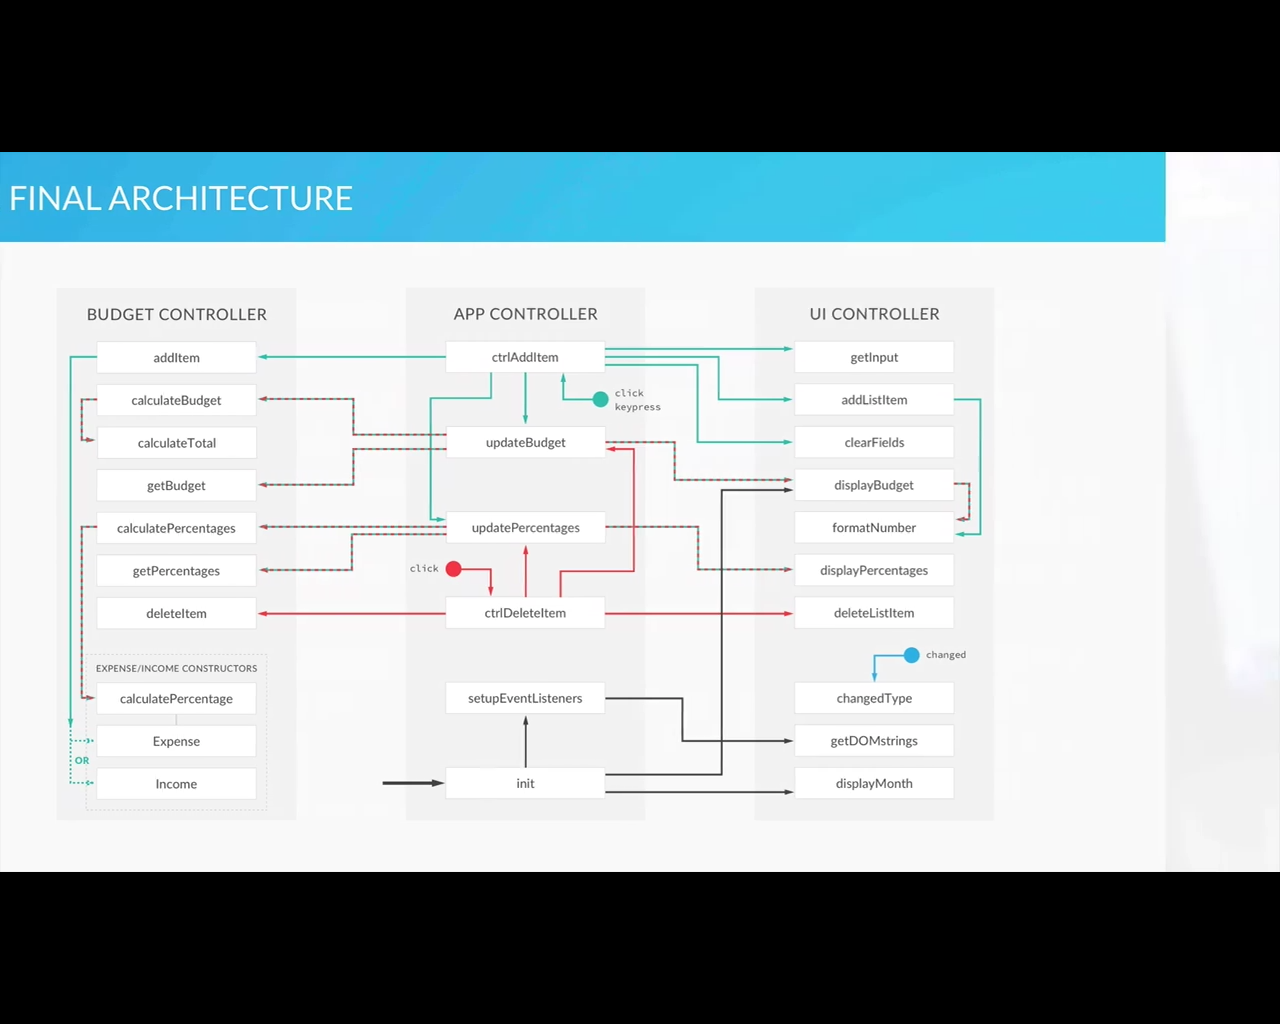 FINAL ARCHITECTURE
BUDGET CONTROLLER
addItem
calculateBudget
calculateTotal
getBudget
calculatePercentages
getPercentages
deleteItem
EXPENSE/INCOME CONSTRUCTORS
calculatePercentage
Expense
OR
Income
APP CONTROLLER
ctrlAddItem
click
keypress
updateBudget
updatePercentages
click
ctrlDeleteItem
setupEventListeners
init
UI CONTROLLER
getInput
addListItem
clearFields
displayBudget
formatNumber
displayPercentages
deleteListItem
changed
changedType
getDOMstrings
displayMonth